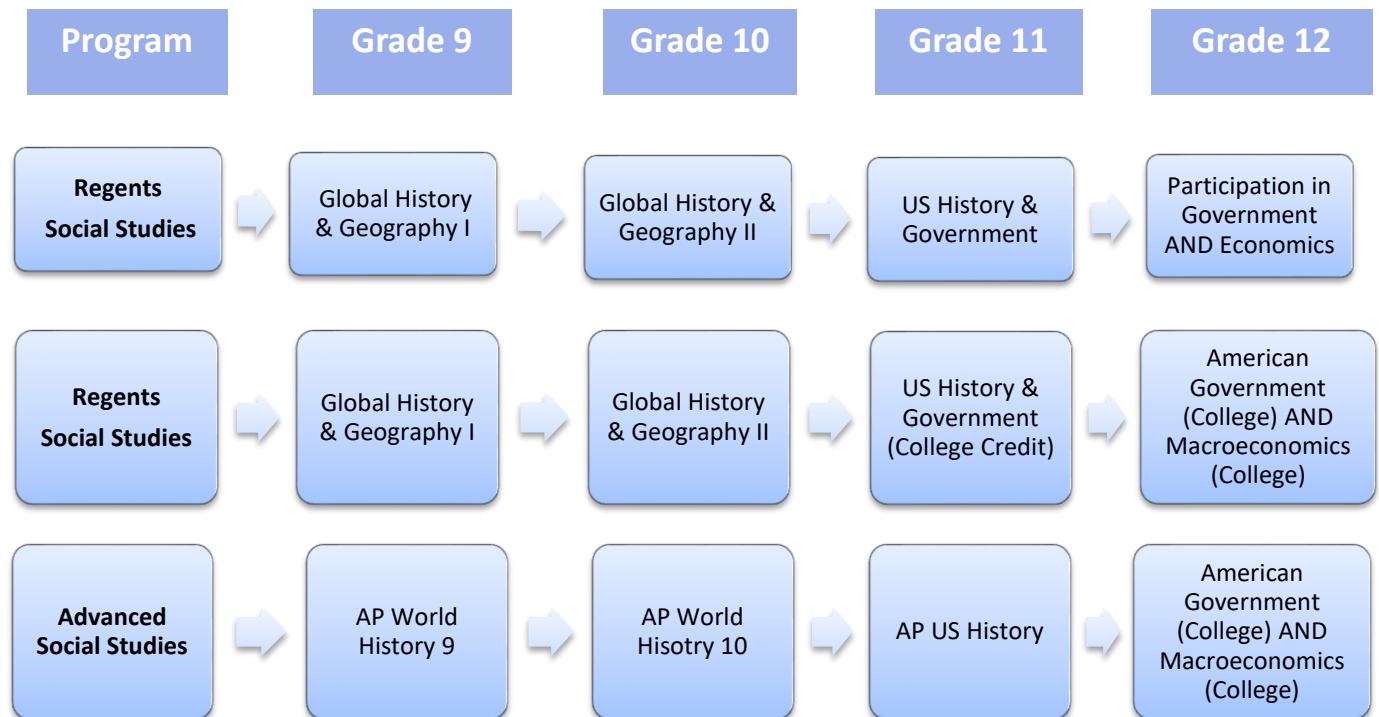 Program
Grade 9
Grade 10
Grade 11
Grade 12
Regents
Social Studies
Global History
& Geography I
Global History &
Geography II
US History &
Government
Participation in
Government
AND Economics
Regents
Social Studies
Global History
& Geography I
Global History
& Geography II
US History &
Government
(College Credit)
American
Government
(College) AND
Macroeconomics
(College)
Advanced
Social Studies
AP World
History 9
AP World
Hisotry 10
AP US History
American
Government
(College) AND
Macroeconomics
(College)